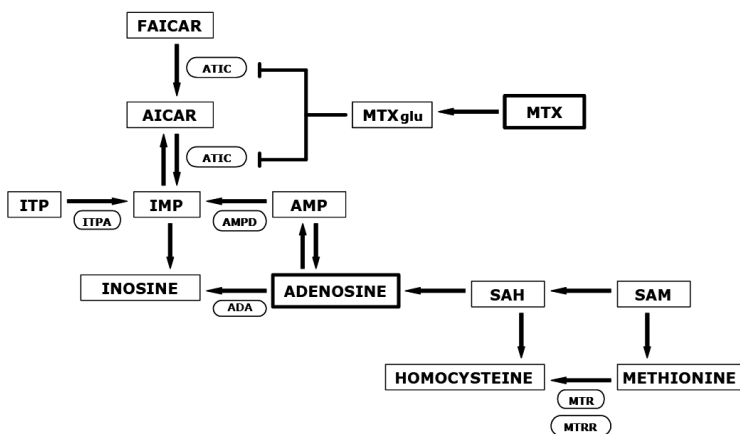 FAICAR
ATIC
AICAR
MTXglu
MTX
ATIC
ITP
IMP
AMP
ITPA
AMPD
INOSINE
ADENOSINE
SAH
SAM
ADA
HOMOCYSTEINE
METHIONINE
MTR
MTRR